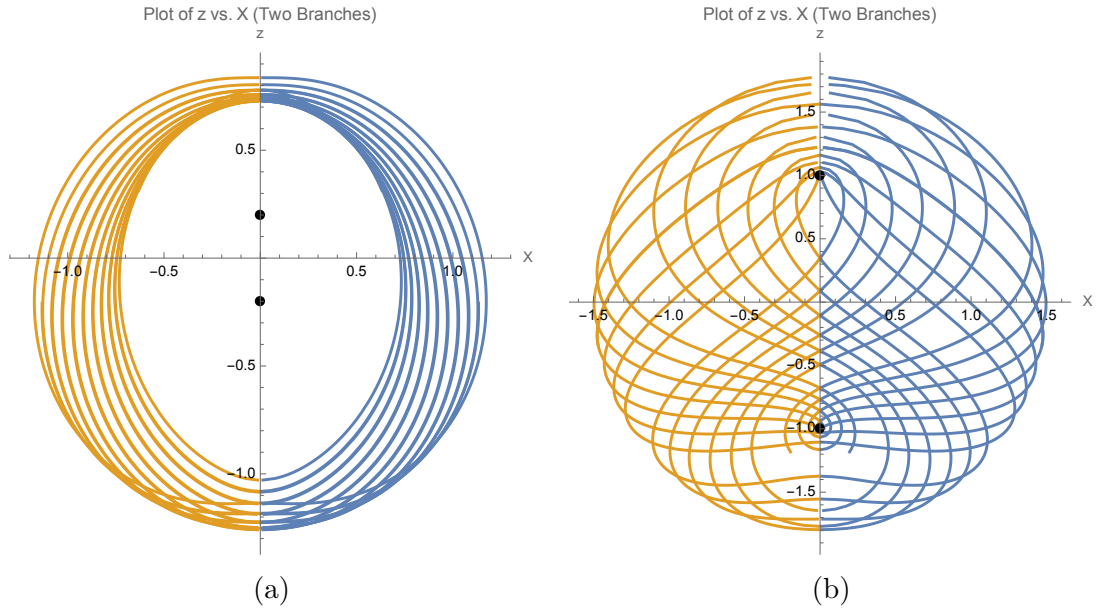 Plot of z vs. X (Two Branches)
z
0.5
X
−1.0 −0.5 0.5 1.0
−0.5
−1.0
(a)
Plot of z vs. X (Two Branches)
z
1.5
1.0
0.5
X
−1.5 −1.0 −0.5 0.5 1.0 1.5
−0.5
−1.0
−1.5
(b)